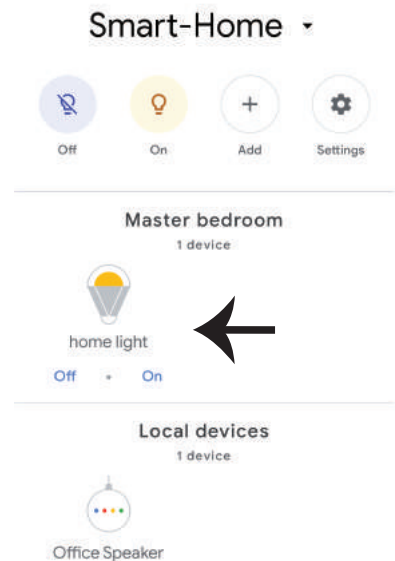 Smart-Home
Off On Add Settings
Master bedroom
1 device
home light
Off • On
Local devices
1 device
Office Speaker